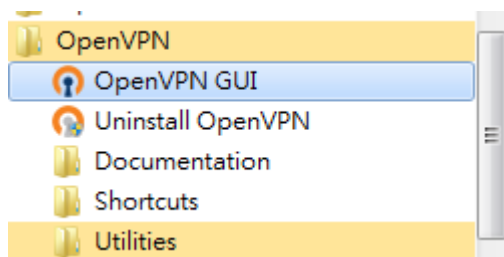 OpenVPN
OpenVPN GUI
Uninstall OpenVPN
Documentation
Shortcuts
Utilities